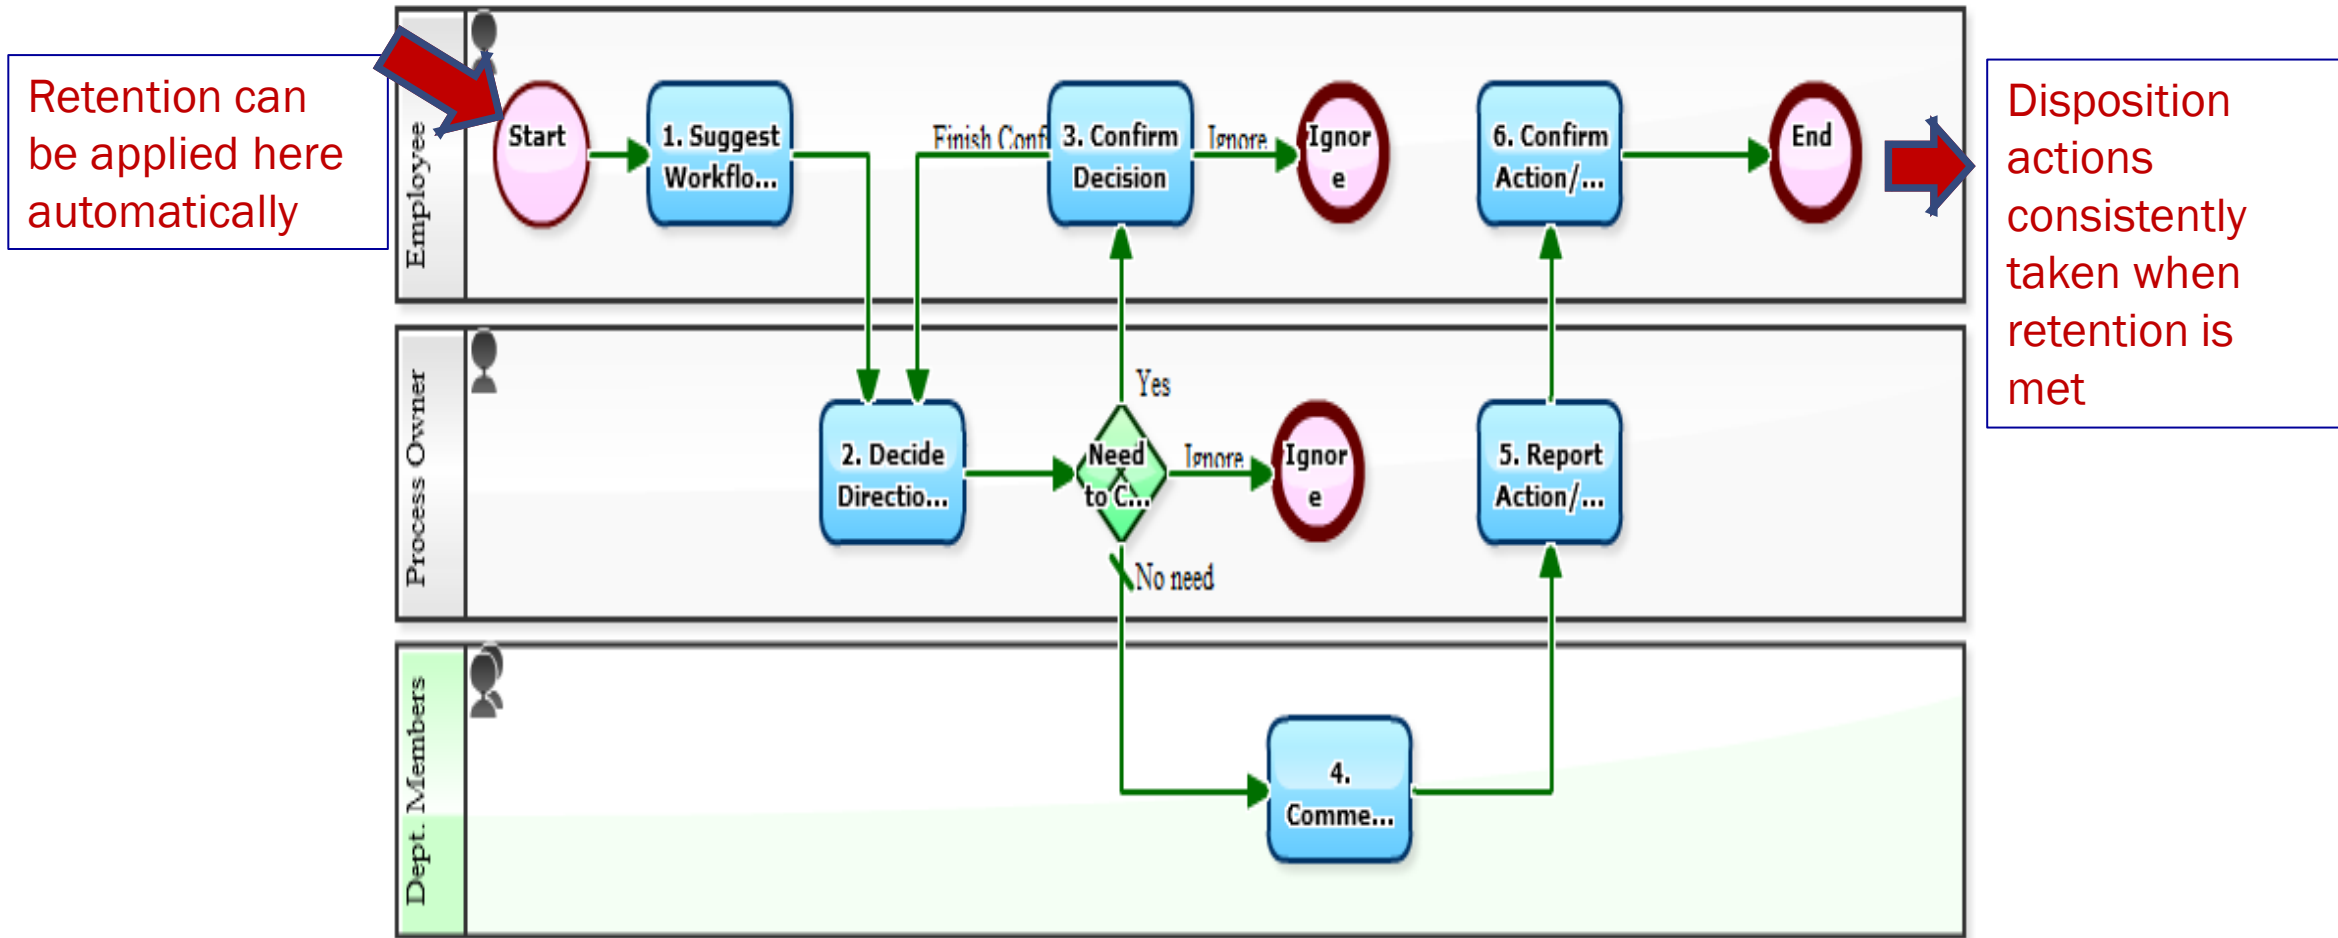 Retention can
be applied here
automatically
Employee
Start
1. Suggest
Workflo...
Finish Conf
3. Confirm
Decision
Ignore
Ignor
e
6. Confirm
Action/...
End
Disposition
actions
consistently
taken when
retention is
met
Process Owner
2. Decide
Directio...
Yes
Need
to C...
Ignore
Ignor
e
No need
5. Report
Action/...
Dept. Members
4.
Comme...